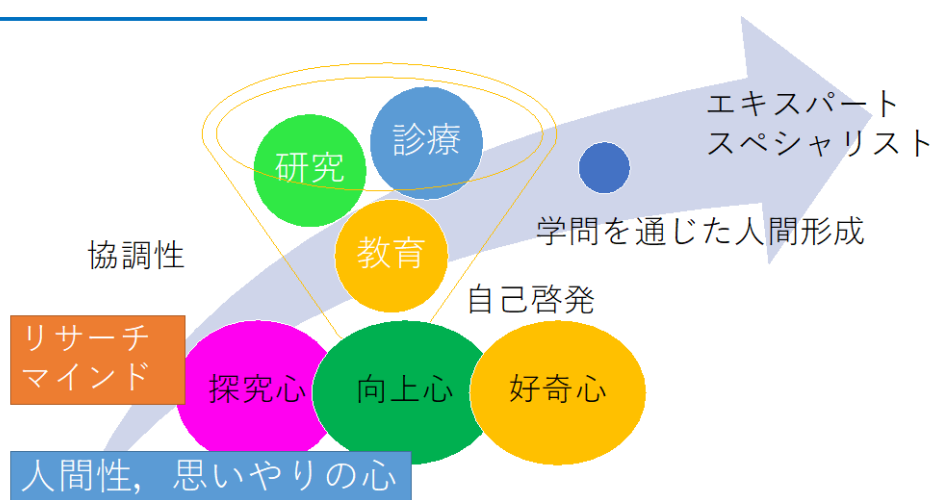 エキスパート
スペシャリスト
診療
研究
学問を通じた人間形成
協調性
教育
自己啓発
リサーチ
マインド
探究心
向上心
好奇心
人間性，思いやりの心